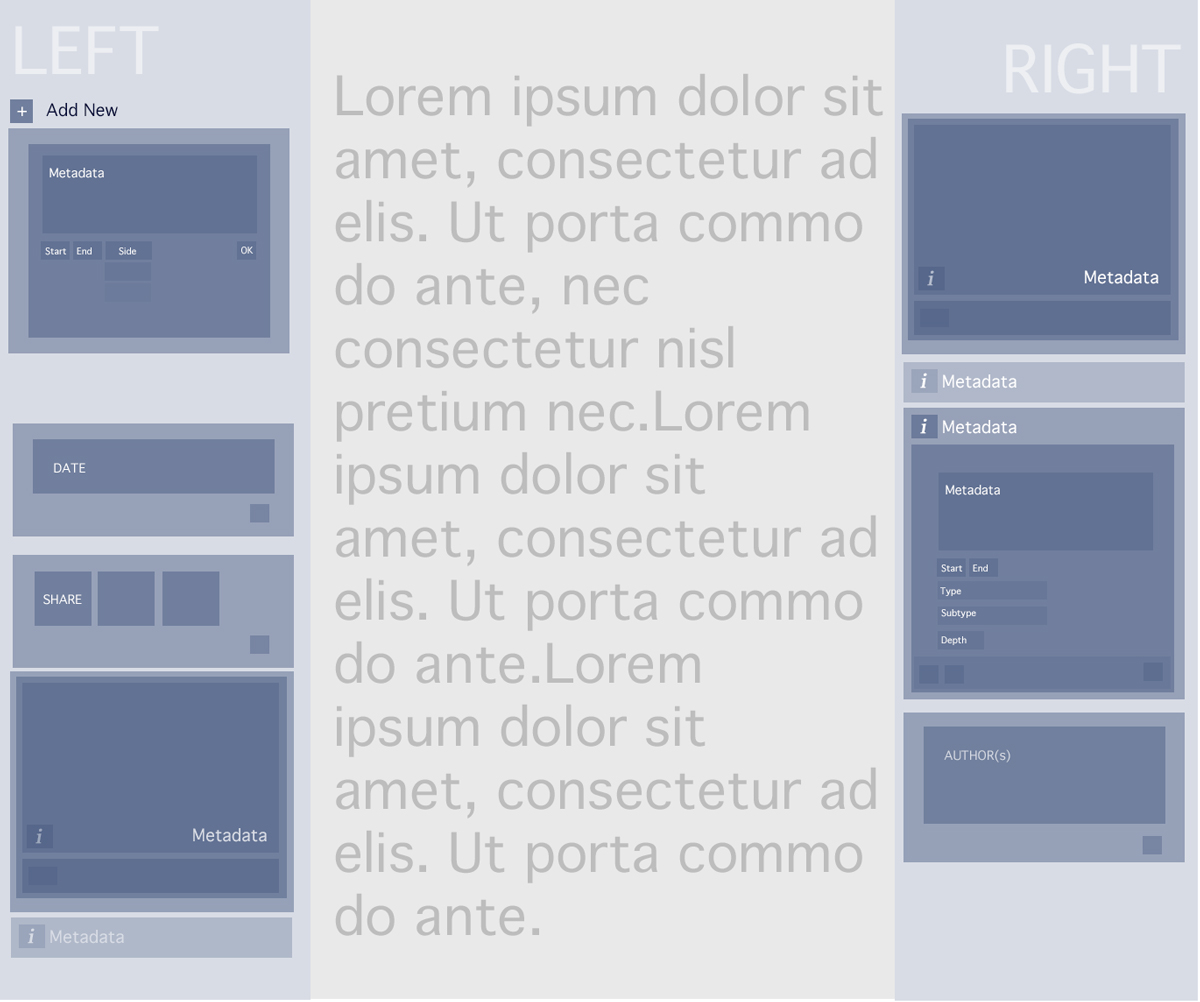 LEFT
+ Add New
Metadata
Start End Side OK
DATE
SHARE
i Metadata
i Metadata
Lorem ipsum dolor sit
amet, consectetur ad
elis. Ut porta commo
do ante, nec
consectetur nisl
pretium nec.Lorem
ipsum dolor sit
amet, consectetur ad
elis. Ut porta commo
do ante.Lorem
ipsum dolor sit
amet, consectetur ad
elis. Ut porta commo
do ante.
RIGHT
i Metadata
i Metadata
i Metadata
Metadata
Start End
Type
Subtype
Depth
AUTHOR(s)